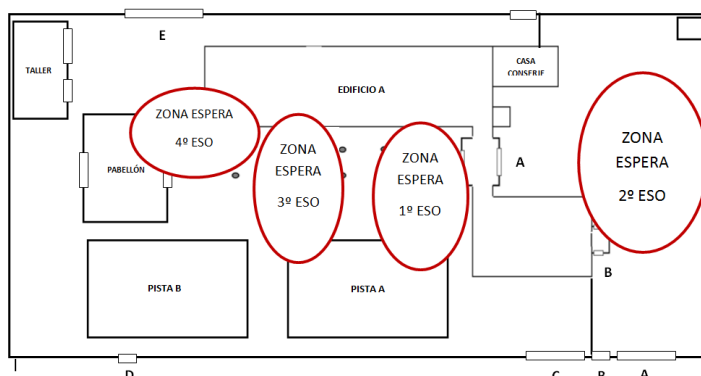 E
TALLER
CASA
CONSERJE
EDIFICIO A
ZONA ESPERA
4º ESO
ZONA
ESPERA
3º ESO
ZONA
ESPERA
1º ESO
ZONA
ESPERA
2º ESO
A
PABELLÓN
B
PISTA B
PISTA A
D
C
B
A